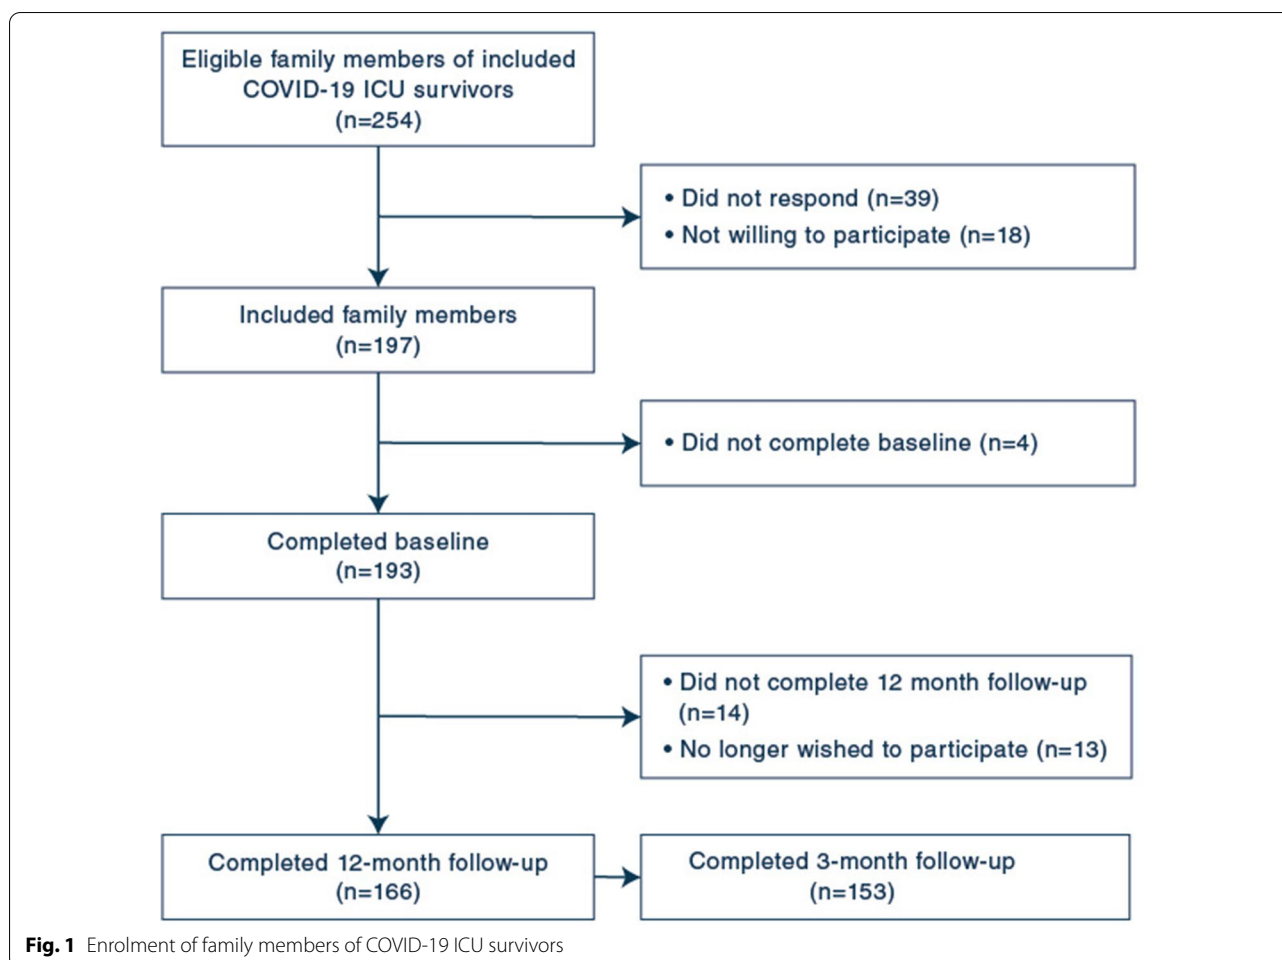 Eligible family members of included
COVID-19 ICU survivors
(n=254)
• Did not respond (n=39)
• Not willing to participate (n=18)
Included family members
(n=197)
• Did not complete baseline (n=4)
Completed baseline
(n=193)
• Did not complete 12 month follow-up
(n=14)
• No longer wished to participate (n=13)
Completed 12-month follow-up
(n=166)
Completed 3-month follow-up
(n=153)
Fig. 1 Enrolment of family members of COVID-19 ICU survivors